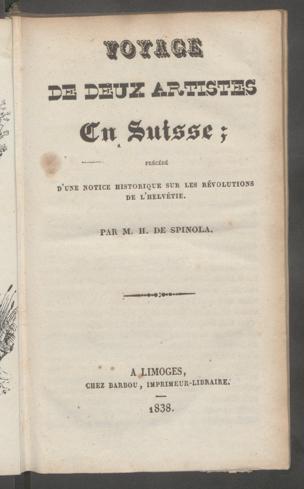 VOYAGE
DE DEUX ARTISTES
En Suisse;
PRÉCÉDÉ
D'UNE NOTICE HISTORIQUE SUR LES RÉVOLUTIONS
DE L'HELVÉTIE.
PAR M. H. DE SPINOLA.
A LIMOGES,
CHEZ BARBOU, IMPRIMEUR-LIBRAIRE.
1838.